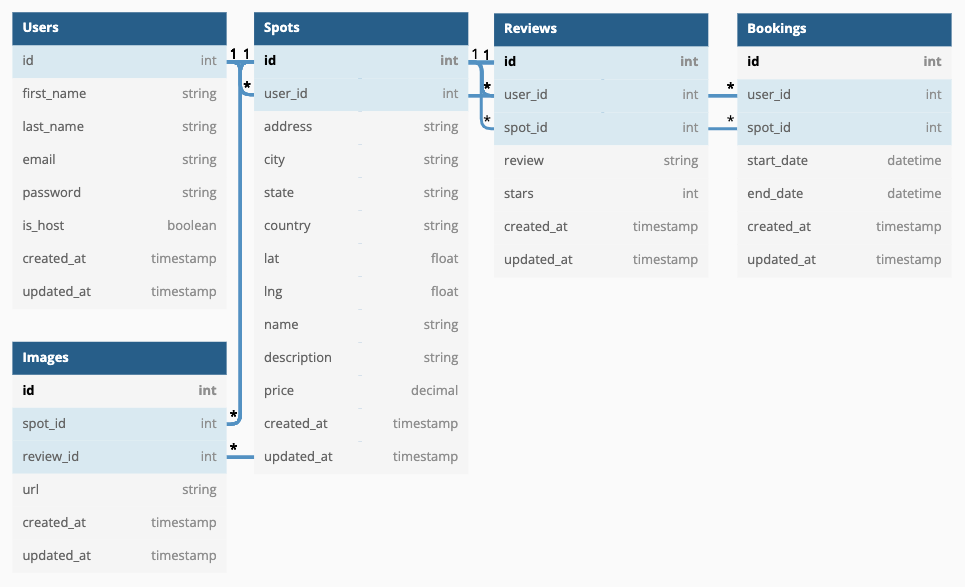 Users
id int
first_name string
last_name string
email string
password string
is_host boolean
created_at timestamp
updated_at timestamp
Images
id int
spot_id int
review_id int
url string
created_at timestamp
updated_at timestamp
1 1
*
*
*
Spots
id int
user_id int
address string
city string
state string
country string
lat float
lng float
name string
description string
price decimal
created_at timestamp
updated_at timestamp
1 1
*
*
Reviews
id int
user_id int
spot_id int
review string
stars int
created_at timestamp
updated_at timestamp
*
*
Bookings
id int
user_id int
spot_id int
start_date datetime
end_date datetime
created_at timestamp
updated_at timestamp